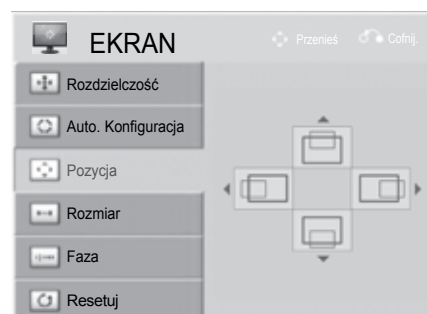 EKRAN
Przenieś Cofnij.
Rozdzielczość
Auto. Konfiguracja
Pozycja
Rozmiar
Faza
Resetuj